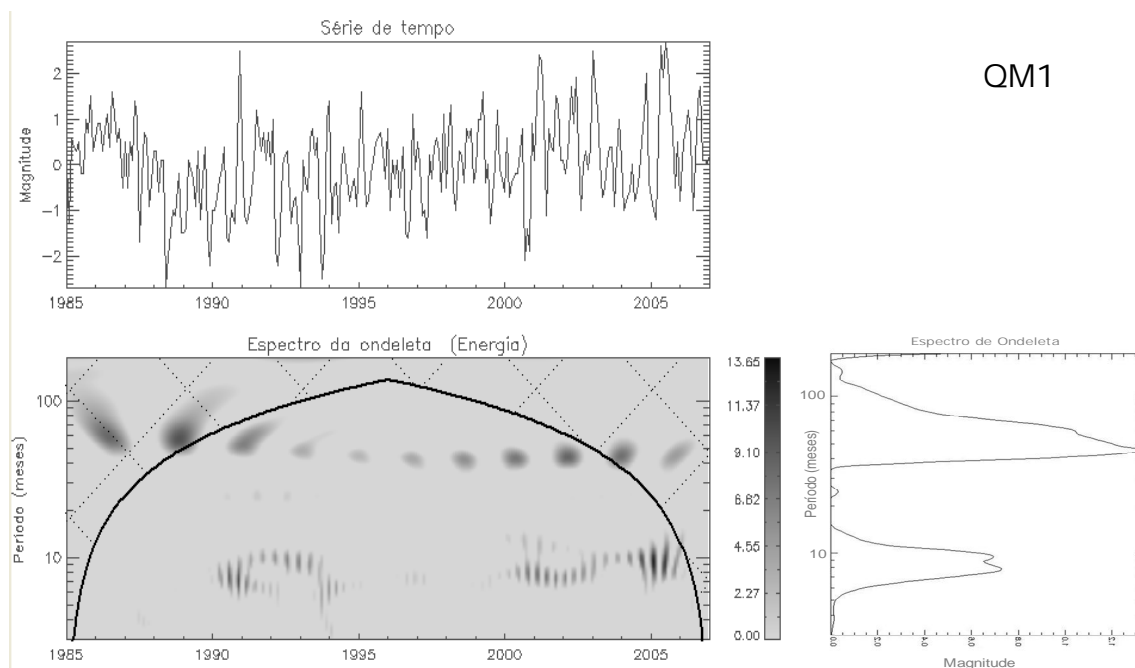 Série de tempo
QM1
Magnitude
2
1
0
−1
−2
1985 1990 1995 2000 2005
Espectro da ondeleta (Energia)
Período (meses)
100
10
1985 1990 1995 2000 2005
13.65
11.37
9.10
6.82
4.55
2.27
0.00
Espectro de Ondeleta
Período (meses)
100
10
Magnitude